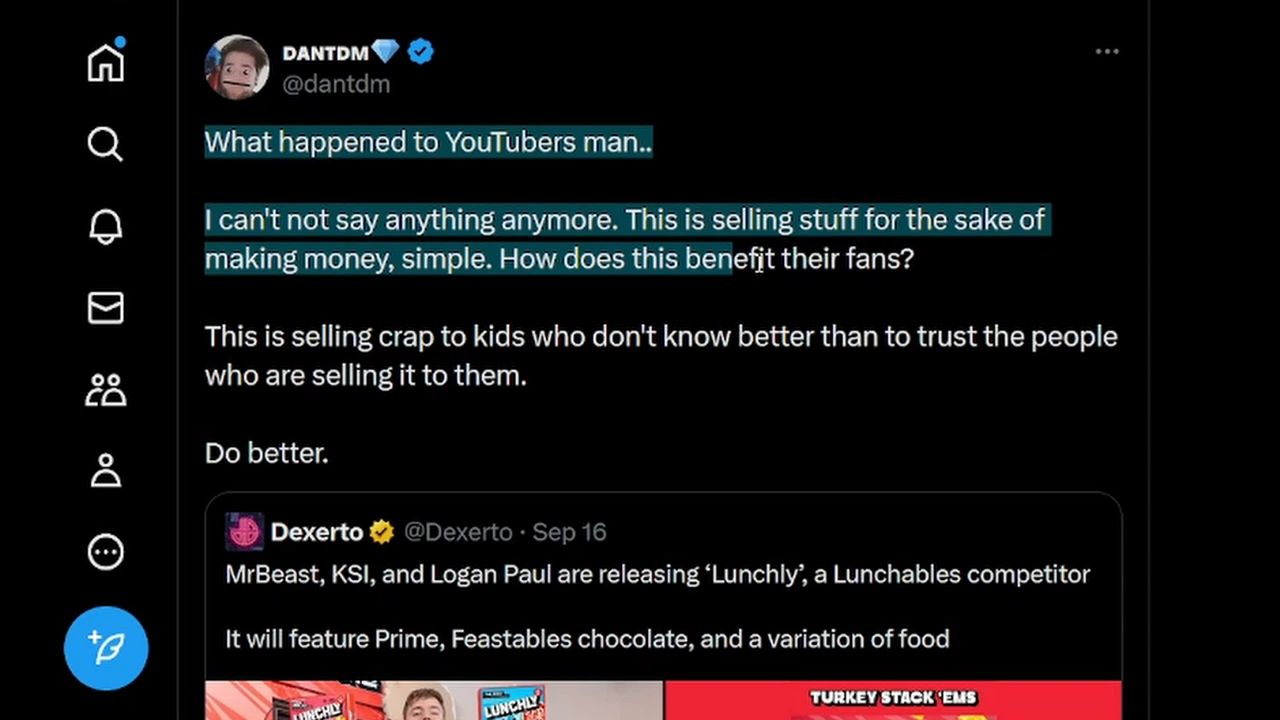 DANTDM
@dantdm
What happened to YouTubers man..
I can't not say anything anymore. This is selling stuff for the sake of
making money, simple. How does this benefit their fans?
This is selling crap to kids who don't know better than to trust the people
who are selling it to them.
Do better.
Dexerto @Dexerto · Sep 16
MrBeast, KSI, and Logan Paul are releasing ‘Lunchly’, a Lunchables competitor
It will feature Prime, Feastables chocolate, and a variation of food
LUNCHLY
LUNCHLY
TURKEY STACK 'EMS